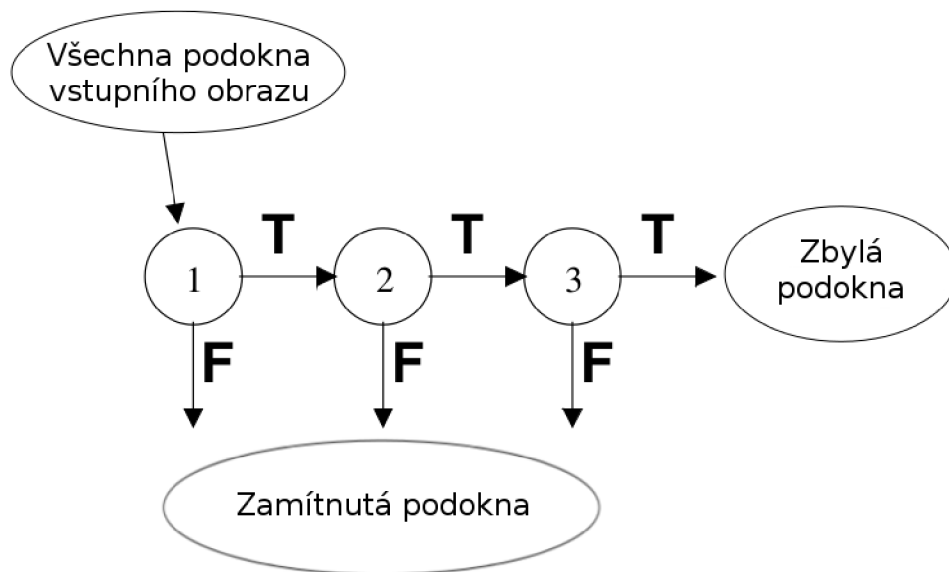 Všechna podokna
vstupního obrazu
T
T
T
1
2
3
Zbylá
podokna
F
F
F
Zamítnutá podokna